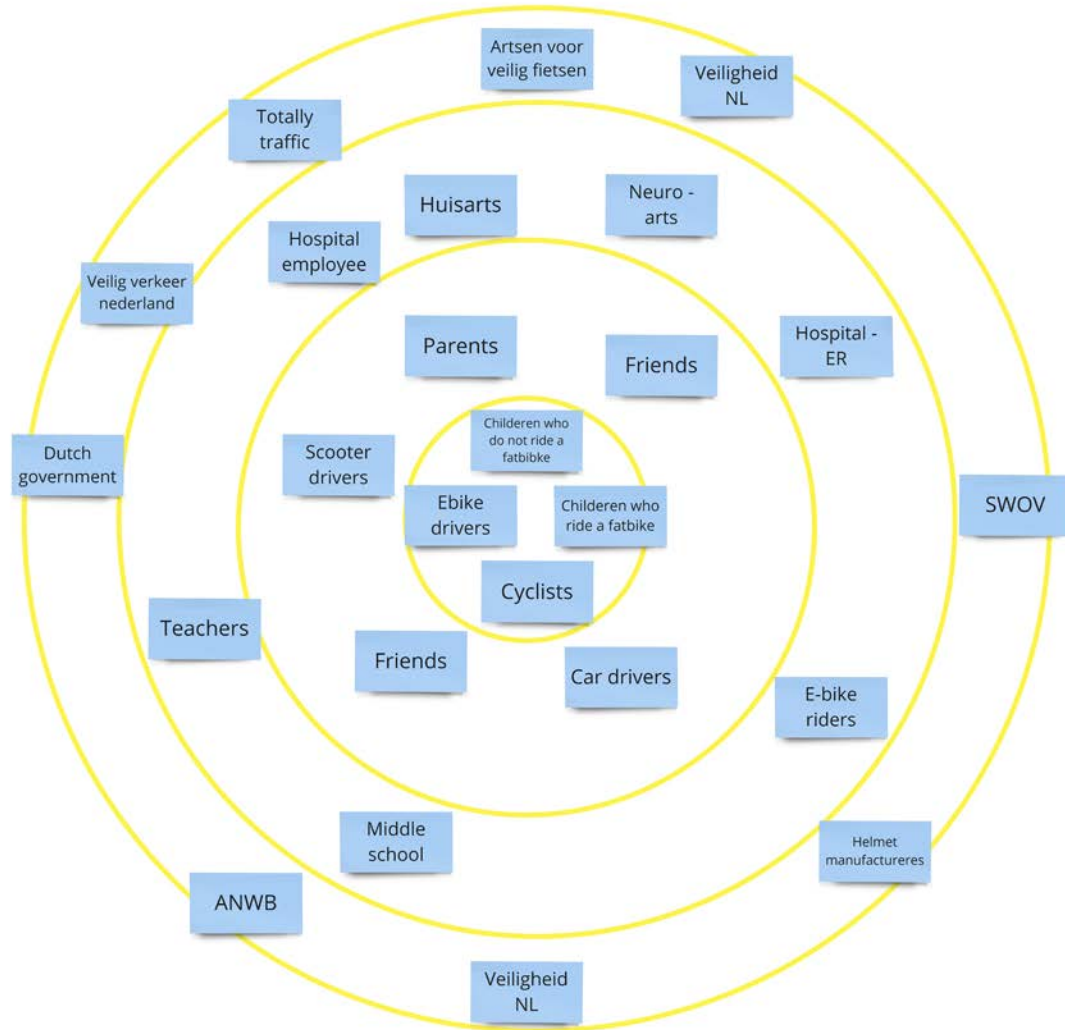 Artsen voor
veilig fietsen
Veiligheid
NL
Totally
traffic
Huisarts
Neuro -
arts
Hospital
employee
Veilig verkeer
nederland
Parents
Friends
Hospital -
ER
Childeren who
do not ride a
fatbibke
Scooter
drivers
Dutch
government
Ebike
drivers
Childeren who
ride a fatbike
SWOV
Cyclists
Teachers
Friends
Car drivers
E-bike
riders
Middle
school
Helmet
manufactureres
ANWB
Veiligheid
NL